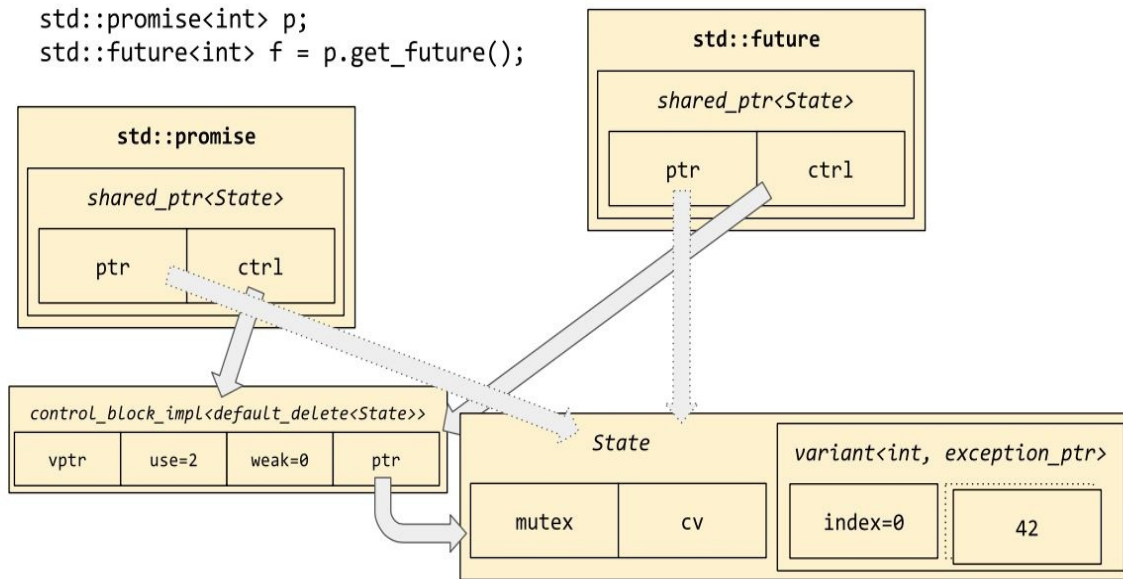 std::promise<int> p;
std::future<int> f = p.get_future();
std::promise
shared_ptr<State>
ptr
ctrl
std::future
shared_ptr<State>
ptr
ctrl
control_block_impl<default_delete<State>>
vptr
use=2
weak=0
ptr
State
mutex
cv
variant<int, exception_ptr>
index=0
42